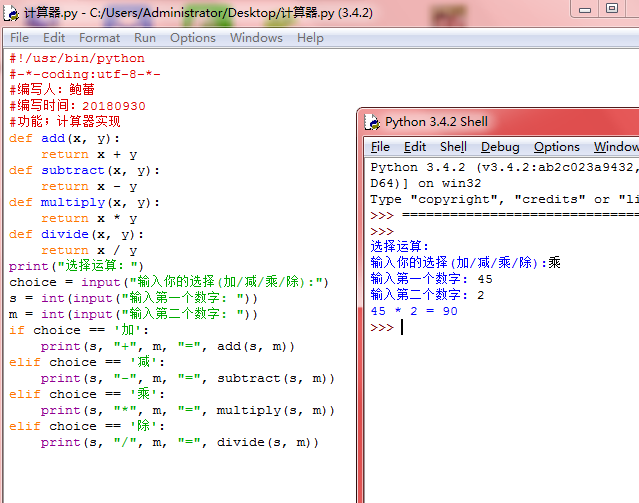 计算器.py - C:/Users/Administrator/Desktop/计算器.py (3.4.2)
File Edit Format Run Options Windows Help
#!/usr/bin/python
#-*-coding:utf-8-*-
#编写人：鲍蕾
#编写时间：20180930
#功能；计算器实现
def add(x, y):
    return x + y
def subtract(x, y):
    return x - y
def multiply(x, y):
    return x * y
def divide(x, y):
    return x / y
print("选择运算：")
choice = input("输入你的选择(加/减/乘/除):")
s = int(input("输入第一个数字: "))
m = int(input("输入第二个数字: "))
if choice == '加':
    print(s, "+", m, "=", add(s, m))
elif choice == '减':
    print(s, "-", m, "=", subtract(s, m))
elif choice == '乘':
    print(s, "*", m, "=", multiply(s, m))
elif choice == '除':
    print(s, "/", m, "=", divide(s, m))
Python 3.4.2 Shell
File Edit Shell Debug Options Window
Python 3.4.2 (v3.4.2:ab2c023a9432,
D64)] on win32
Type "copyright", "credits" or "li
>>> ==============================
>>>
选择运算：
输入你的选择(加/减/乘/除):乘
输入第一个数字: 45
输入第二个数字: 2
45 * 2 = 90
>>>